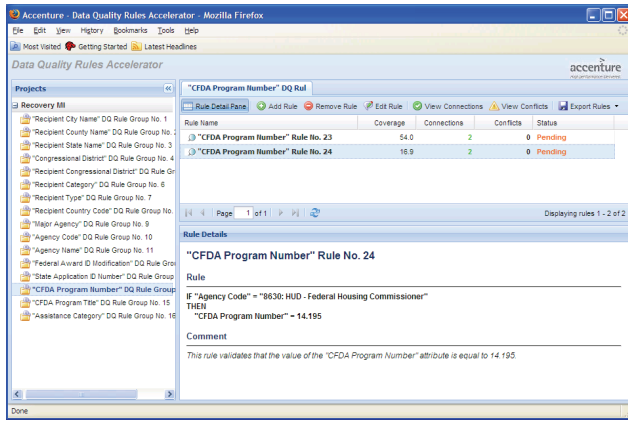 Accenture - Data Quality Rules Accelerator - Mozilla Firefox
File Edit View History Bookmarks Tools Help
Most Visited Getting Started Latest Headlines
Data Quality Rules Accelerator
accenture
Projects
"CFDA Program Number" DQ Rul
Rule Detail Pane Add Rule Remove Rule Edit Rule View Connections View Conflicts Export Rules
Rule Name Coverage Connections Conflicts Status
"CFDA Program Number" Rule No. 23 54.0 2 0 Pending
"CFDA Program Number" Rule No. 24 16.9 2 0 Pending
Recovery MI
"Recipient City Name" DQ Rule Group No. 1
"Recipient County Name" DQ Rule Group No. 2
"Recipient State Name" DQ Rule Group No. 3
"Congressional District" DQ Rule Group No. 4
"Recipient Congressional District" DQ Rule Gr
"Recipient Category" DQ Rule Group No. 6
"Recipient Type" DQ Rule Group No. 7
"Recipient Country Code" DQ Rule Group No.
"Major Agency" DQ Rule Group No. 9
"Agency Code" DQ Rule Group No. 10
"Agency Name" DQ Rule Group No. 11
"Federal Award ID Modification" DQ Rule Gro
"State Application ID Number" DQ Rule Group
"CFDA Program Number" DQ Rule Group
"CFDA Program Title" DQ Rule Group No. 15
"Assistance Category" DQ Rule Group No. 16
Page 1 of 1 Displaying rules 1 - 2 of 2
Rule Details
"CFDA Program Number" Rule No. 24
Rule
IF "Agency Code" = "8630: HUD - Federal Housing Commissioner"
THEN
"CFDA Program Number" = 14.195
Comment
This rule validates that the value of the "CFDA Program Number" attribute is equal to 14.195.
Done